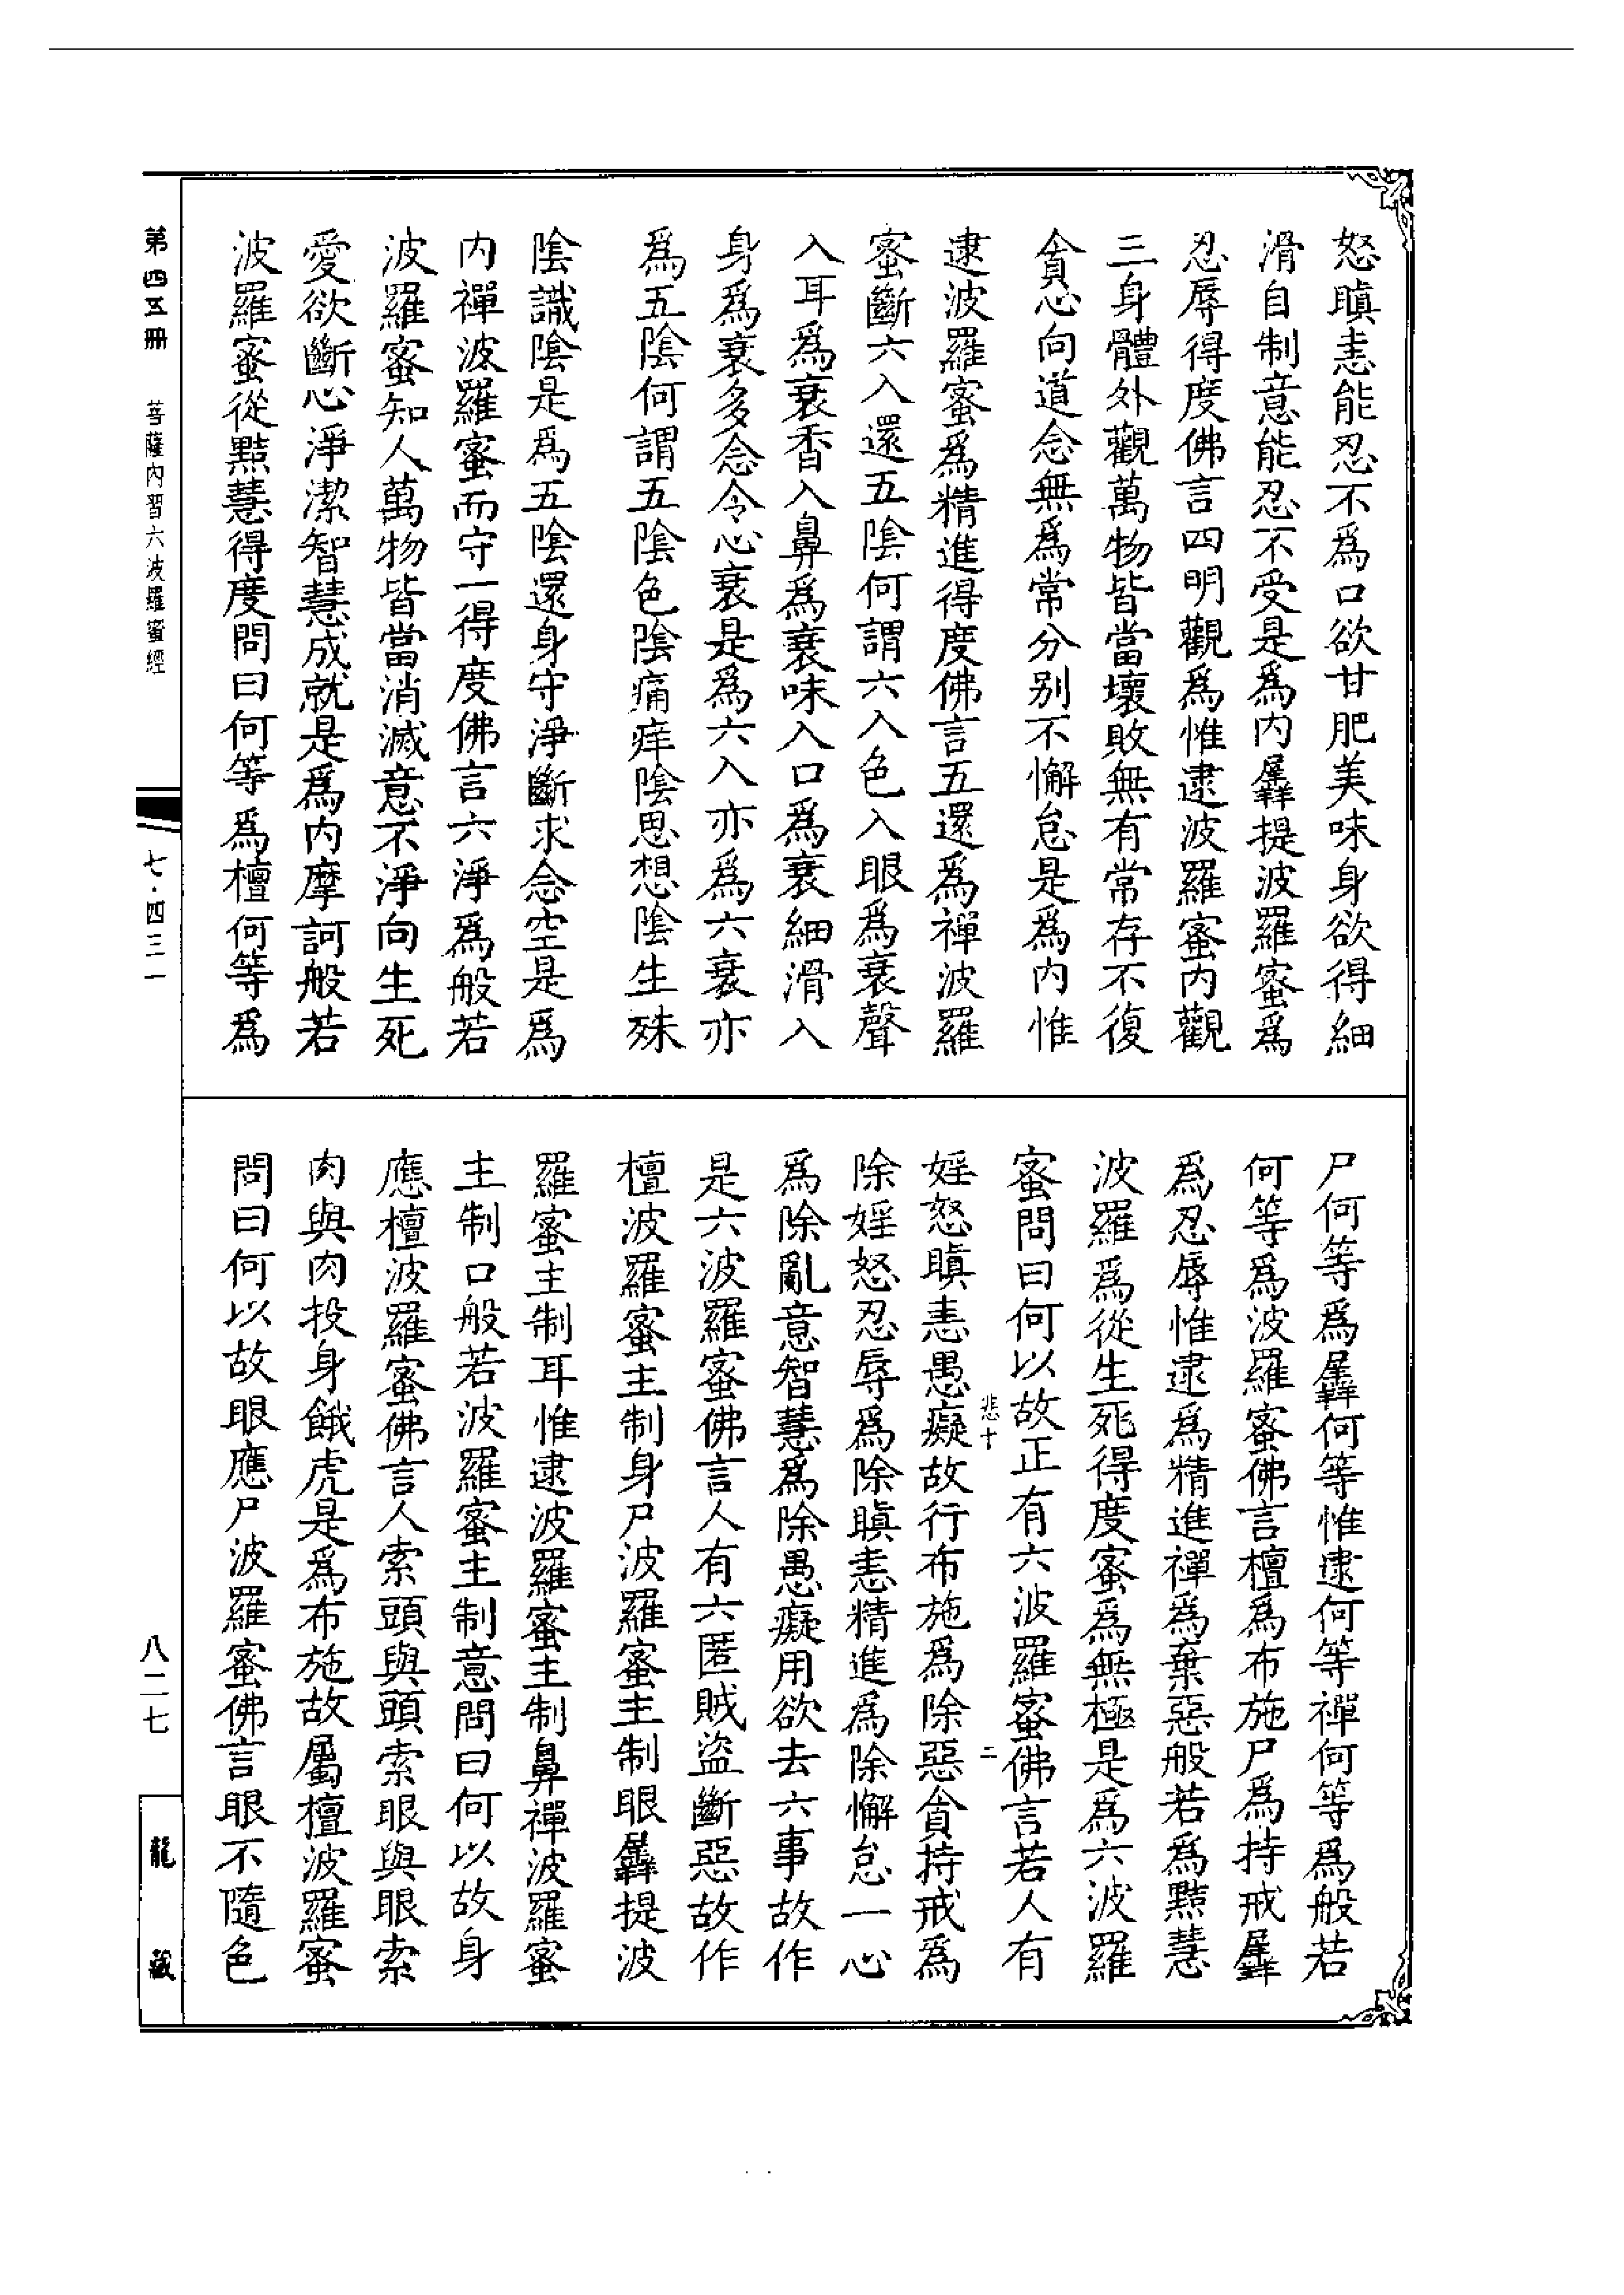 怒瞋恚能忍不爲口欲甘肥美味身欲得細
滑自制意能忍不受是爲內羼提波羅蜜爲
忍辱得度佛言四明觀爲惟逮波羅蜜內觀
三身體外觀萬物皆當壞敗無有常存不復
貪心向道念無爲常分别不懈怠是爲内惟
逮波羅蜜爲精進得度佛言五還爲禪波羅
蜜斷六入還五陰何謂六入色入眼爲衰聲
入耳爲衰香入鼻爲衰味入口爲衰細滑入
身爲衰多念令心衰是爲六入亦爲六衰亦
爲五陰何謂五陰色陰痛痒陰思想陰生殊
陰識陰是爲五陰還身守淨斷求念空是爲
内禪波羅蜜而守一得度佛言六淨爲般若
波羅蜜知人萬物皆當消滅意不淨向生死
愛欲斷心淨潔智慧成就是爲内摩訶般若
波羅蜜從黠慧得度問曰何等爲檀何等爲
尸何等爲羼何等惟逮何等禪何等爲般若
何等爲波羅蜜佛言檀爲布施尸爲持戒羼
爲忍辱惟逮爲精進禪爲棄惡般若爲黠慧
波羅爲從生死得度蜜爲無極是爲六波羅
蜜問曰何以故正有六波羅蜜佛言若人有
悲十 二
婬怒瞋恚愚癡故行布施爲除惡貪持戒爲
除婬怒忍辱爲除瞋恚精進爲除懈怠一心
爲除亂意智慧爲除愚癡用欲去六事故作
是六波羅蜜佛言人有六匿賊盜斷惡故作
檀波羅蜜主制身尸波羅蜜主制眼羼提波
羅蜜主制耳惟逮波羅蜜主制鼻禪波羅蜜
主制口般若波羅蜜主制意問曰何以故身
應檀波羅蜜佛言人索頭與頭索眼與眼索
肉與肉投身餓虎是爲布施故屬檀波羅蜜
問曰何以故眼應尸波羅蜜佛言眼不隨色
第四五册 菩薩內習六波羅蜜經 七·四三一
八二七
龍藏